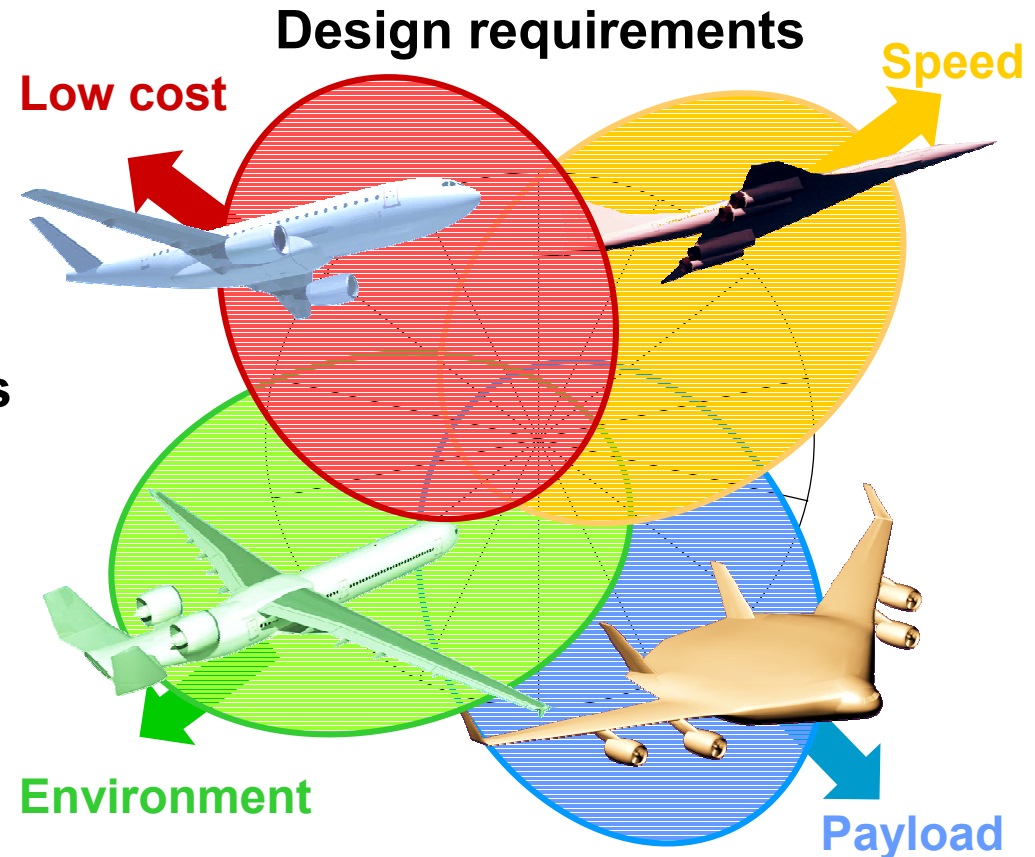 Design requirements
Speed
Low cost
s
Environment
Payload